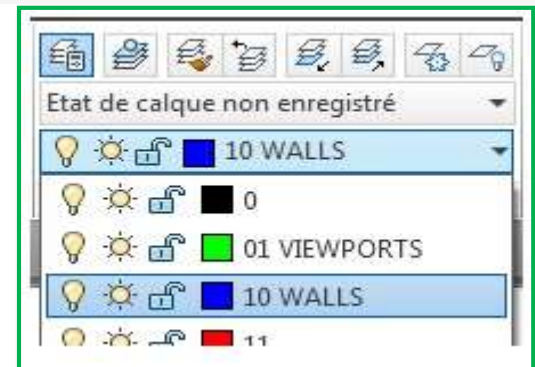 Etat de calque non enregistré
10 WALLS
0
01 VIEWPORTS
10 WALLS
11